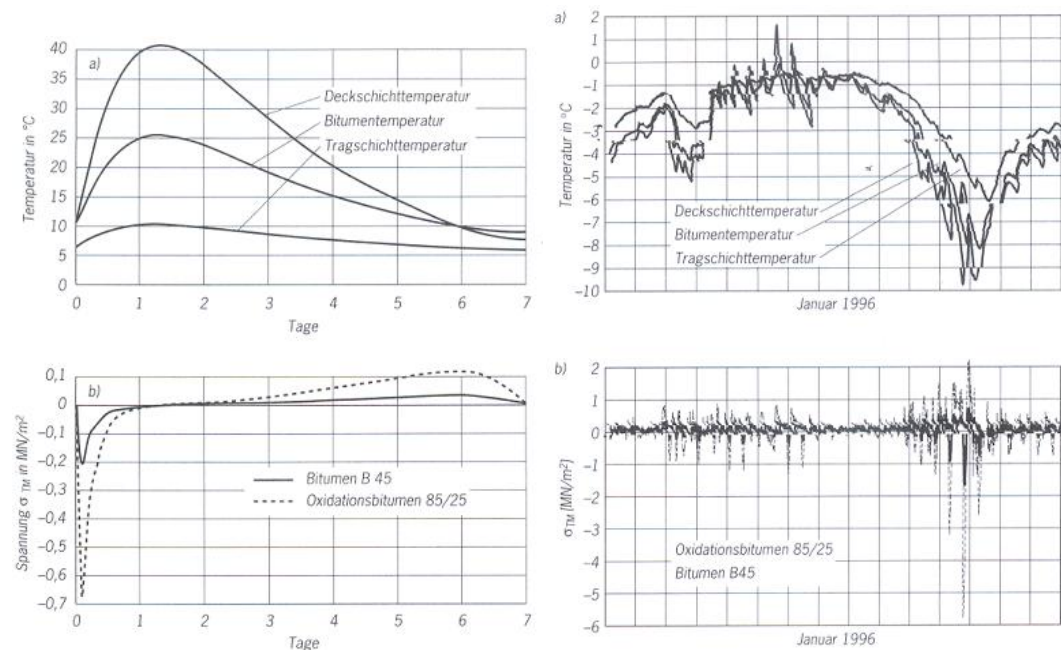 a)
40
35
30
25
20
15
10
5
0
Temperatur in °C
Deckschichttemperatur
Bitumentemperatur
Tragschichttemperatur
0 1 2 3 4 5 6 7
Tage
a)
2
1
0
-1
-2
-3
-4
-5
-6
-7
-8
-9
-10
Temperatur in °C
Deckschichttemperatur
Bitumentemperatur
Tragschichttemperatur
Januar 1996
b)
0,1
0
-0,1
-0,2
-0,3
-0,4
-0,5
-0,6
-0,7
Spannung σ TM in MN/m²
Bitumen B 45
Oxidationsbitumen 85/25
0 1 2 3 4 5 6 7
Tage
b)
2
1
0
-1
-2
-3
-4
-5
-6
σTM [MN/m²]
Oxidationsbitumen 85/25
Bitumen B45
Januar 1996